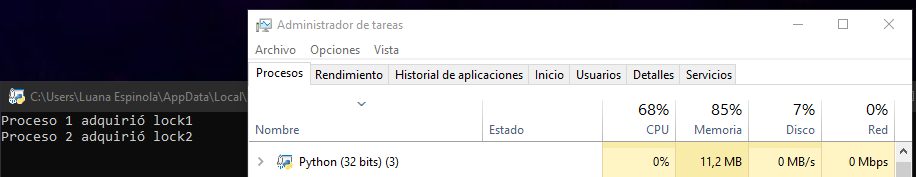 Administrador de tareas
Archivo Opciones Vista
Procesos Rendimiento Historial de aplicaciones Inicio Usuarios Detalles Servicios
C:\Users\Luana Espinola\AppData\Local\
Proceso 1 adquirió lock1
Proceso 2 adquirió lock2
68% 85% 7% 0%
Nombre Estado CPU Memoria Disco Red
Python (32 bits) (3) 0% 11,2 MB 0 MB/s 0 Mbps